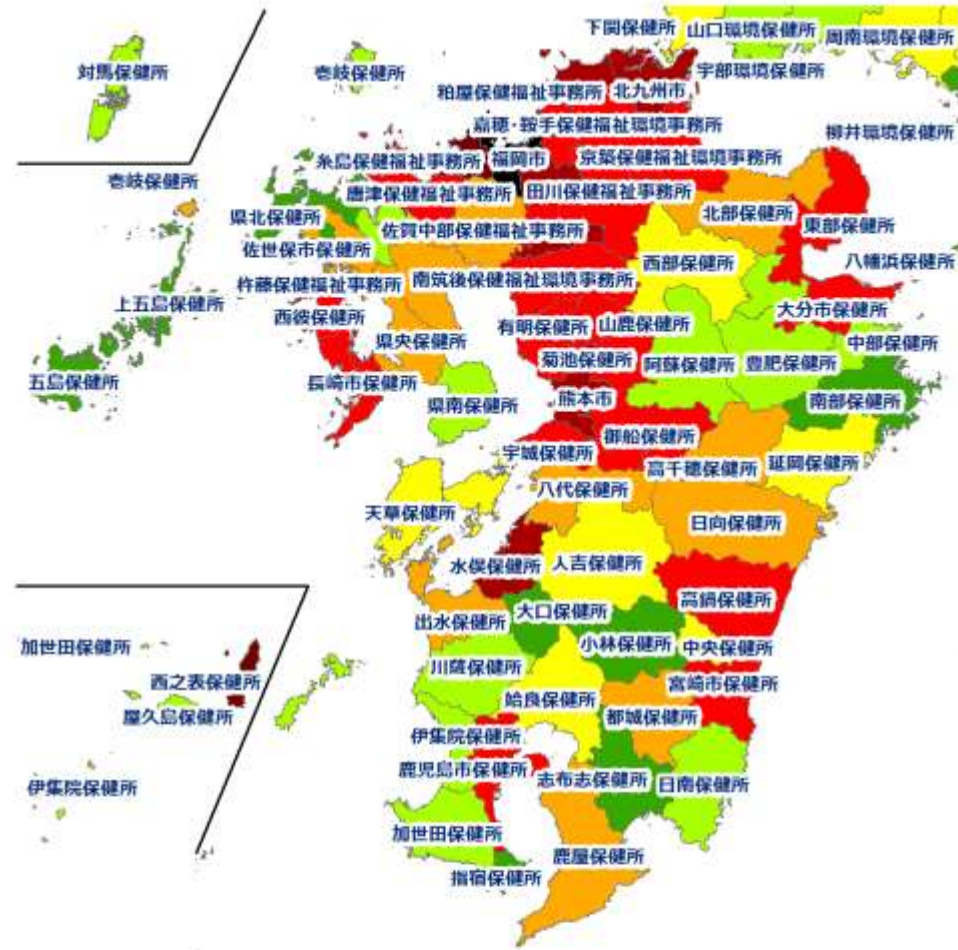 下関保健所
山口環境保健所
周南環境保健所
対馬保健所
壱岐保健所
宇部環境保健所
粕屋保健福祉事務所
北九州市
嘉穂・鞍手保健福祉環境事務所
柳井環境保健所
糸島保健福祉事務所
福岡市
京築保健福祉環境事務所
壱岐保健所
唐津保健福祉事務所
田川保健福祉事務所
県北保健所
北部保健所
東部保健所
佐世保市保健所
佐賀中部保健福祉事務所
西部保健所
八幡浜保健所
杵藤保健福祉事務所
南筑後保健福祉環境事務所
上五島保健所
西彼保健所
有明保健所
山鹿保健所
大分市保健所
県央保健所
中部保健所
五島保健所
菊池保健所
阿蘇保健所
豊肥保健所
長崎市保健所
県南保健所
熊本市
南部保健所
御船保健所
宇城保健所
高千穂保健所
延岡保健所
八代保健所
天草保健所
日向保健所
水俣保健所
人吉保健所
高鍋保健所
大口保健所
出水保健所
小林保健所
中央保健所
加世田保健所
川薩保健所
西之表保健所
宮崎市保健所
姶良保健所
屋久島保健所
都城保健所
伊集院保健所
鹿児島市保健所
志布志保健所
日南保健所
伊集院保健所
加世田保健所
鹿屋保健所
指宿保健所